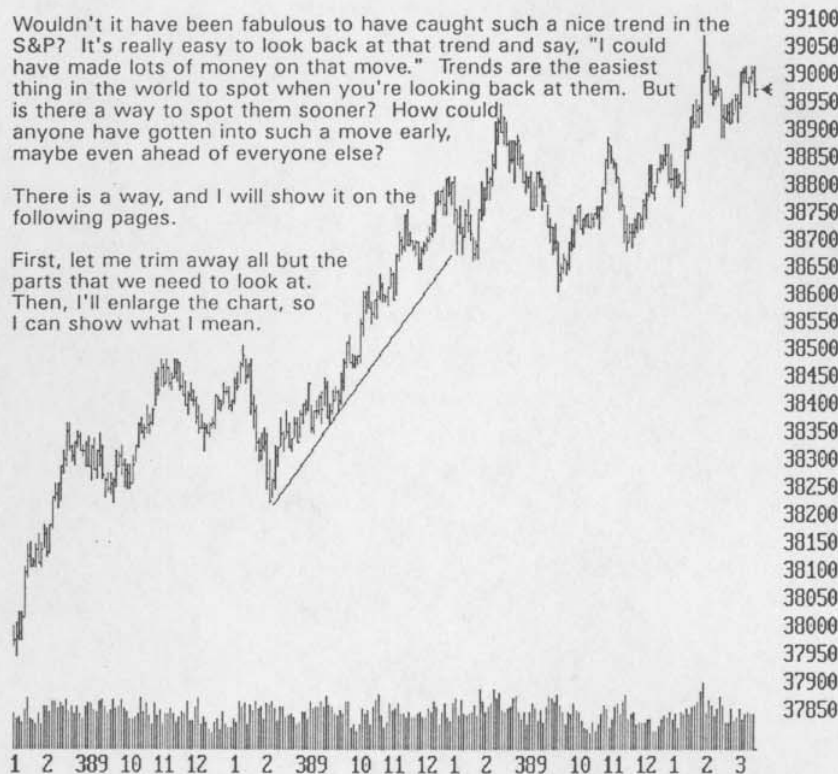 Wouldn't it have been fabulous to have caught such a nice trend in the
S&P? It's really easy to look back at that trend and say, "I could
have made lots of money on that move." Trends are the easiest
thing in the world to spot when you're looking back at them. But
is there a way to spot them sooner? How could
anyone have gotten into such a move early,
maybe even ahead of everyone else?
There is a way, and I will show it on the
following pages.
First, let me trim away all but the
parts that we need to look at.
Then, I'll enlarge the chart, so
I can show what I mean.
39100
39050
39000
38950
38900
38850
38800
38750
38700
38650
38600
38550
38500
38450
38400
38350
38300
38250
38200
38150
38100
38050
38000
37950
37900
37850
1 2 389 10 11 12 1 2 389 10 11 12 1 2 389 10 11 12 1 2 3